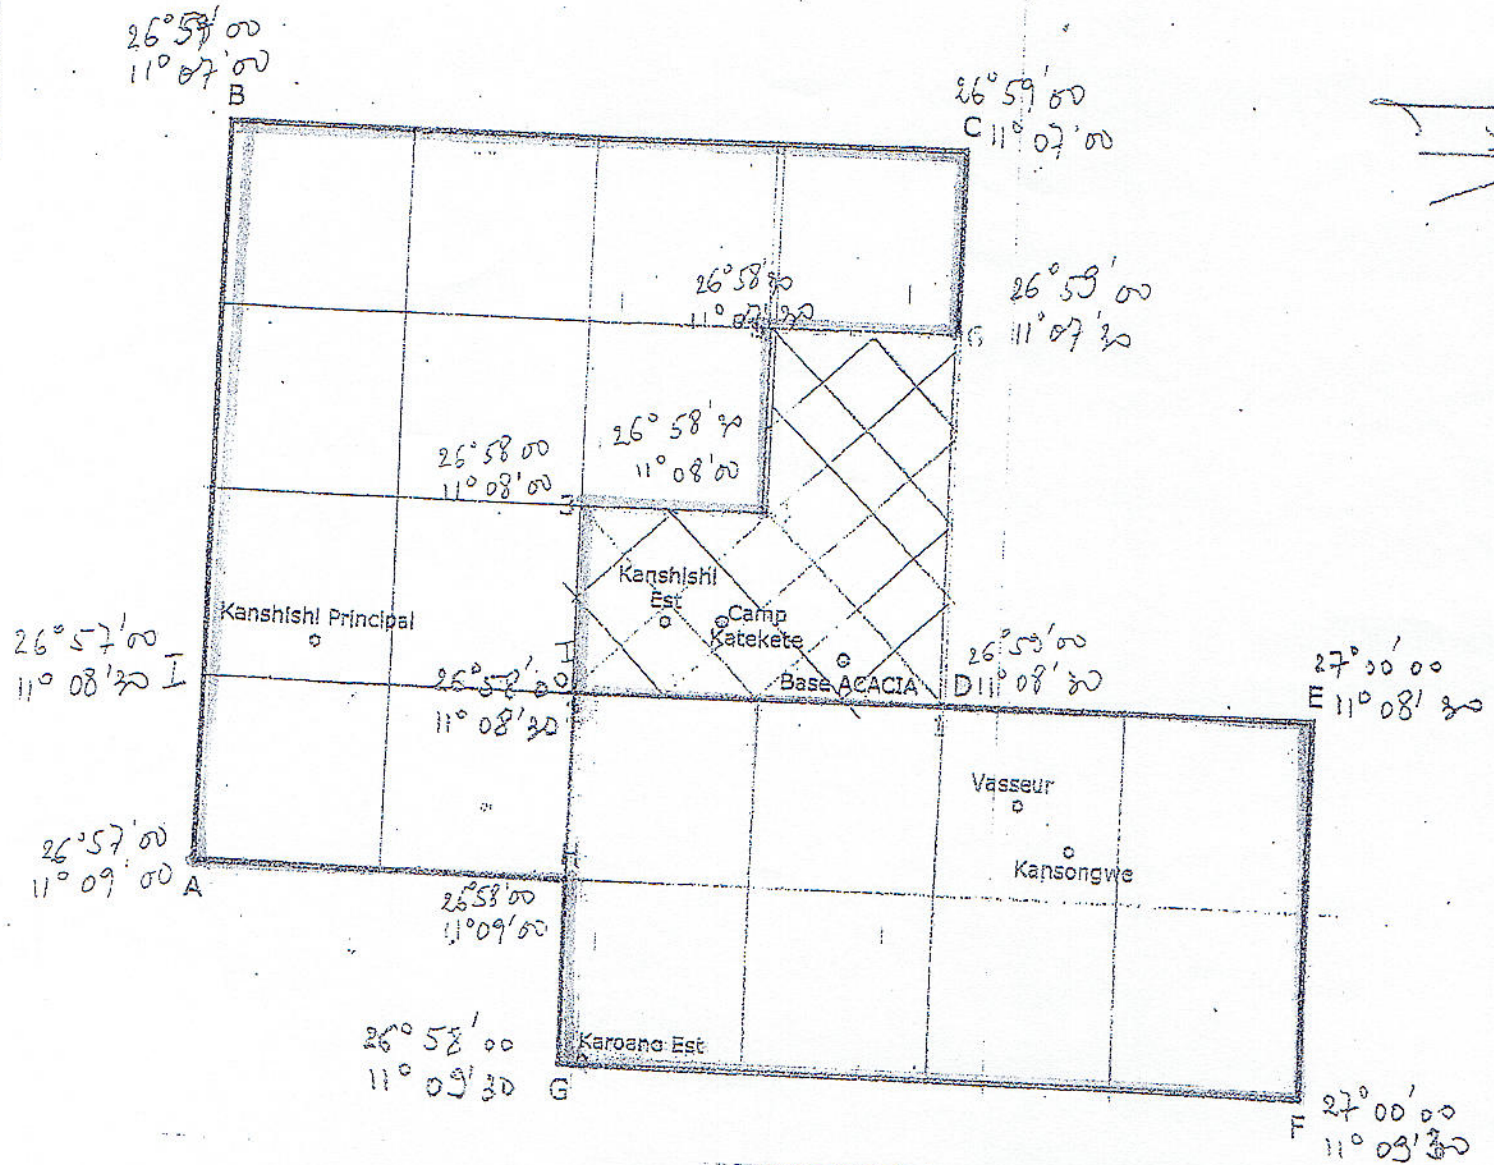 26° 57' 00
11° 07' 00
B
26° 59' 00
C 11° 07' 00
26° 58' 30
11° 07' 30
26° 59' 00
11° 07' 30
26° 58' 30
11° 08' 00
26° 58 00
11° 08' 00
J
Kanshishi
Est
Camp
Katekete
Kanshishi Principal
26° 57' 00
11° 08' 30 I
26° 58' 00
11° 08' 30
I
Base ACACIA
26° 59' 00
D 11° 08' 30
27° 00' 00
E 11° 08' 30
Vasseur
Kansongwe
26° 57' 00
11° 09' 00 A
26° 58' 00
11° 09' 00
26° 58' 00
11° 09' 30
Karoano Est
G
F
27° 00' 00
11° 09' 30